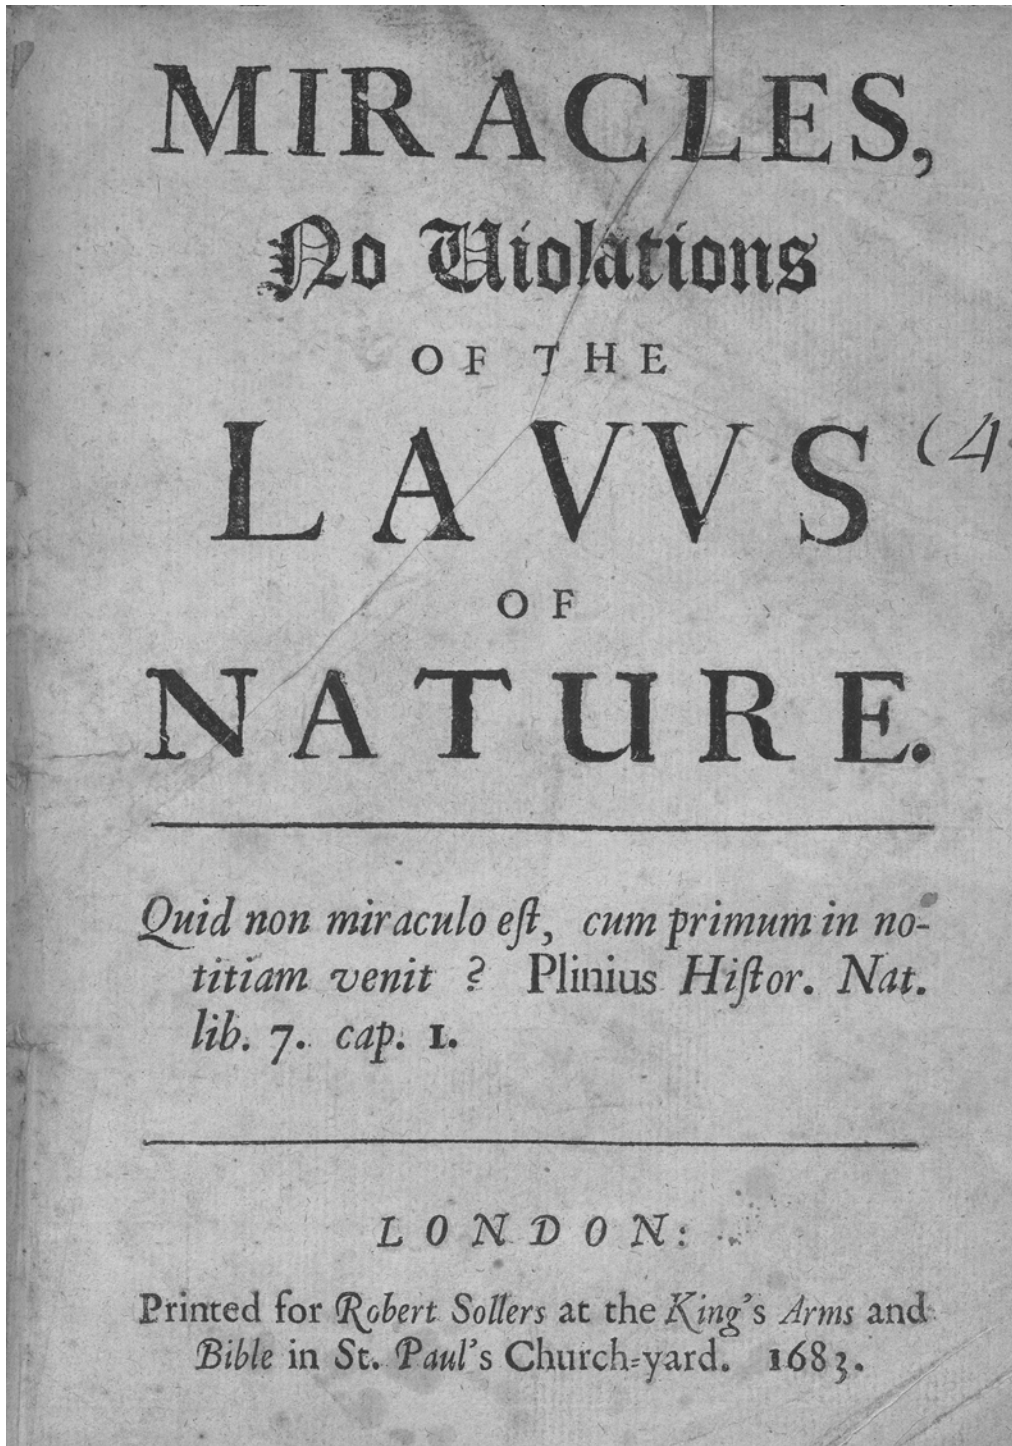 MIRACLES,
No Violations
OF THE
LAVVS (4
OF
NATURE.
Quid non miraculo eſt, cum primum in no-
titiam venit ? Plinius Hiſtor. Nat.
lib. 7. cap. 1.
LONDON:
Printed for Robert Sollers at the King's Arms and
Bible in St. Paul's Church-yard. 1683.